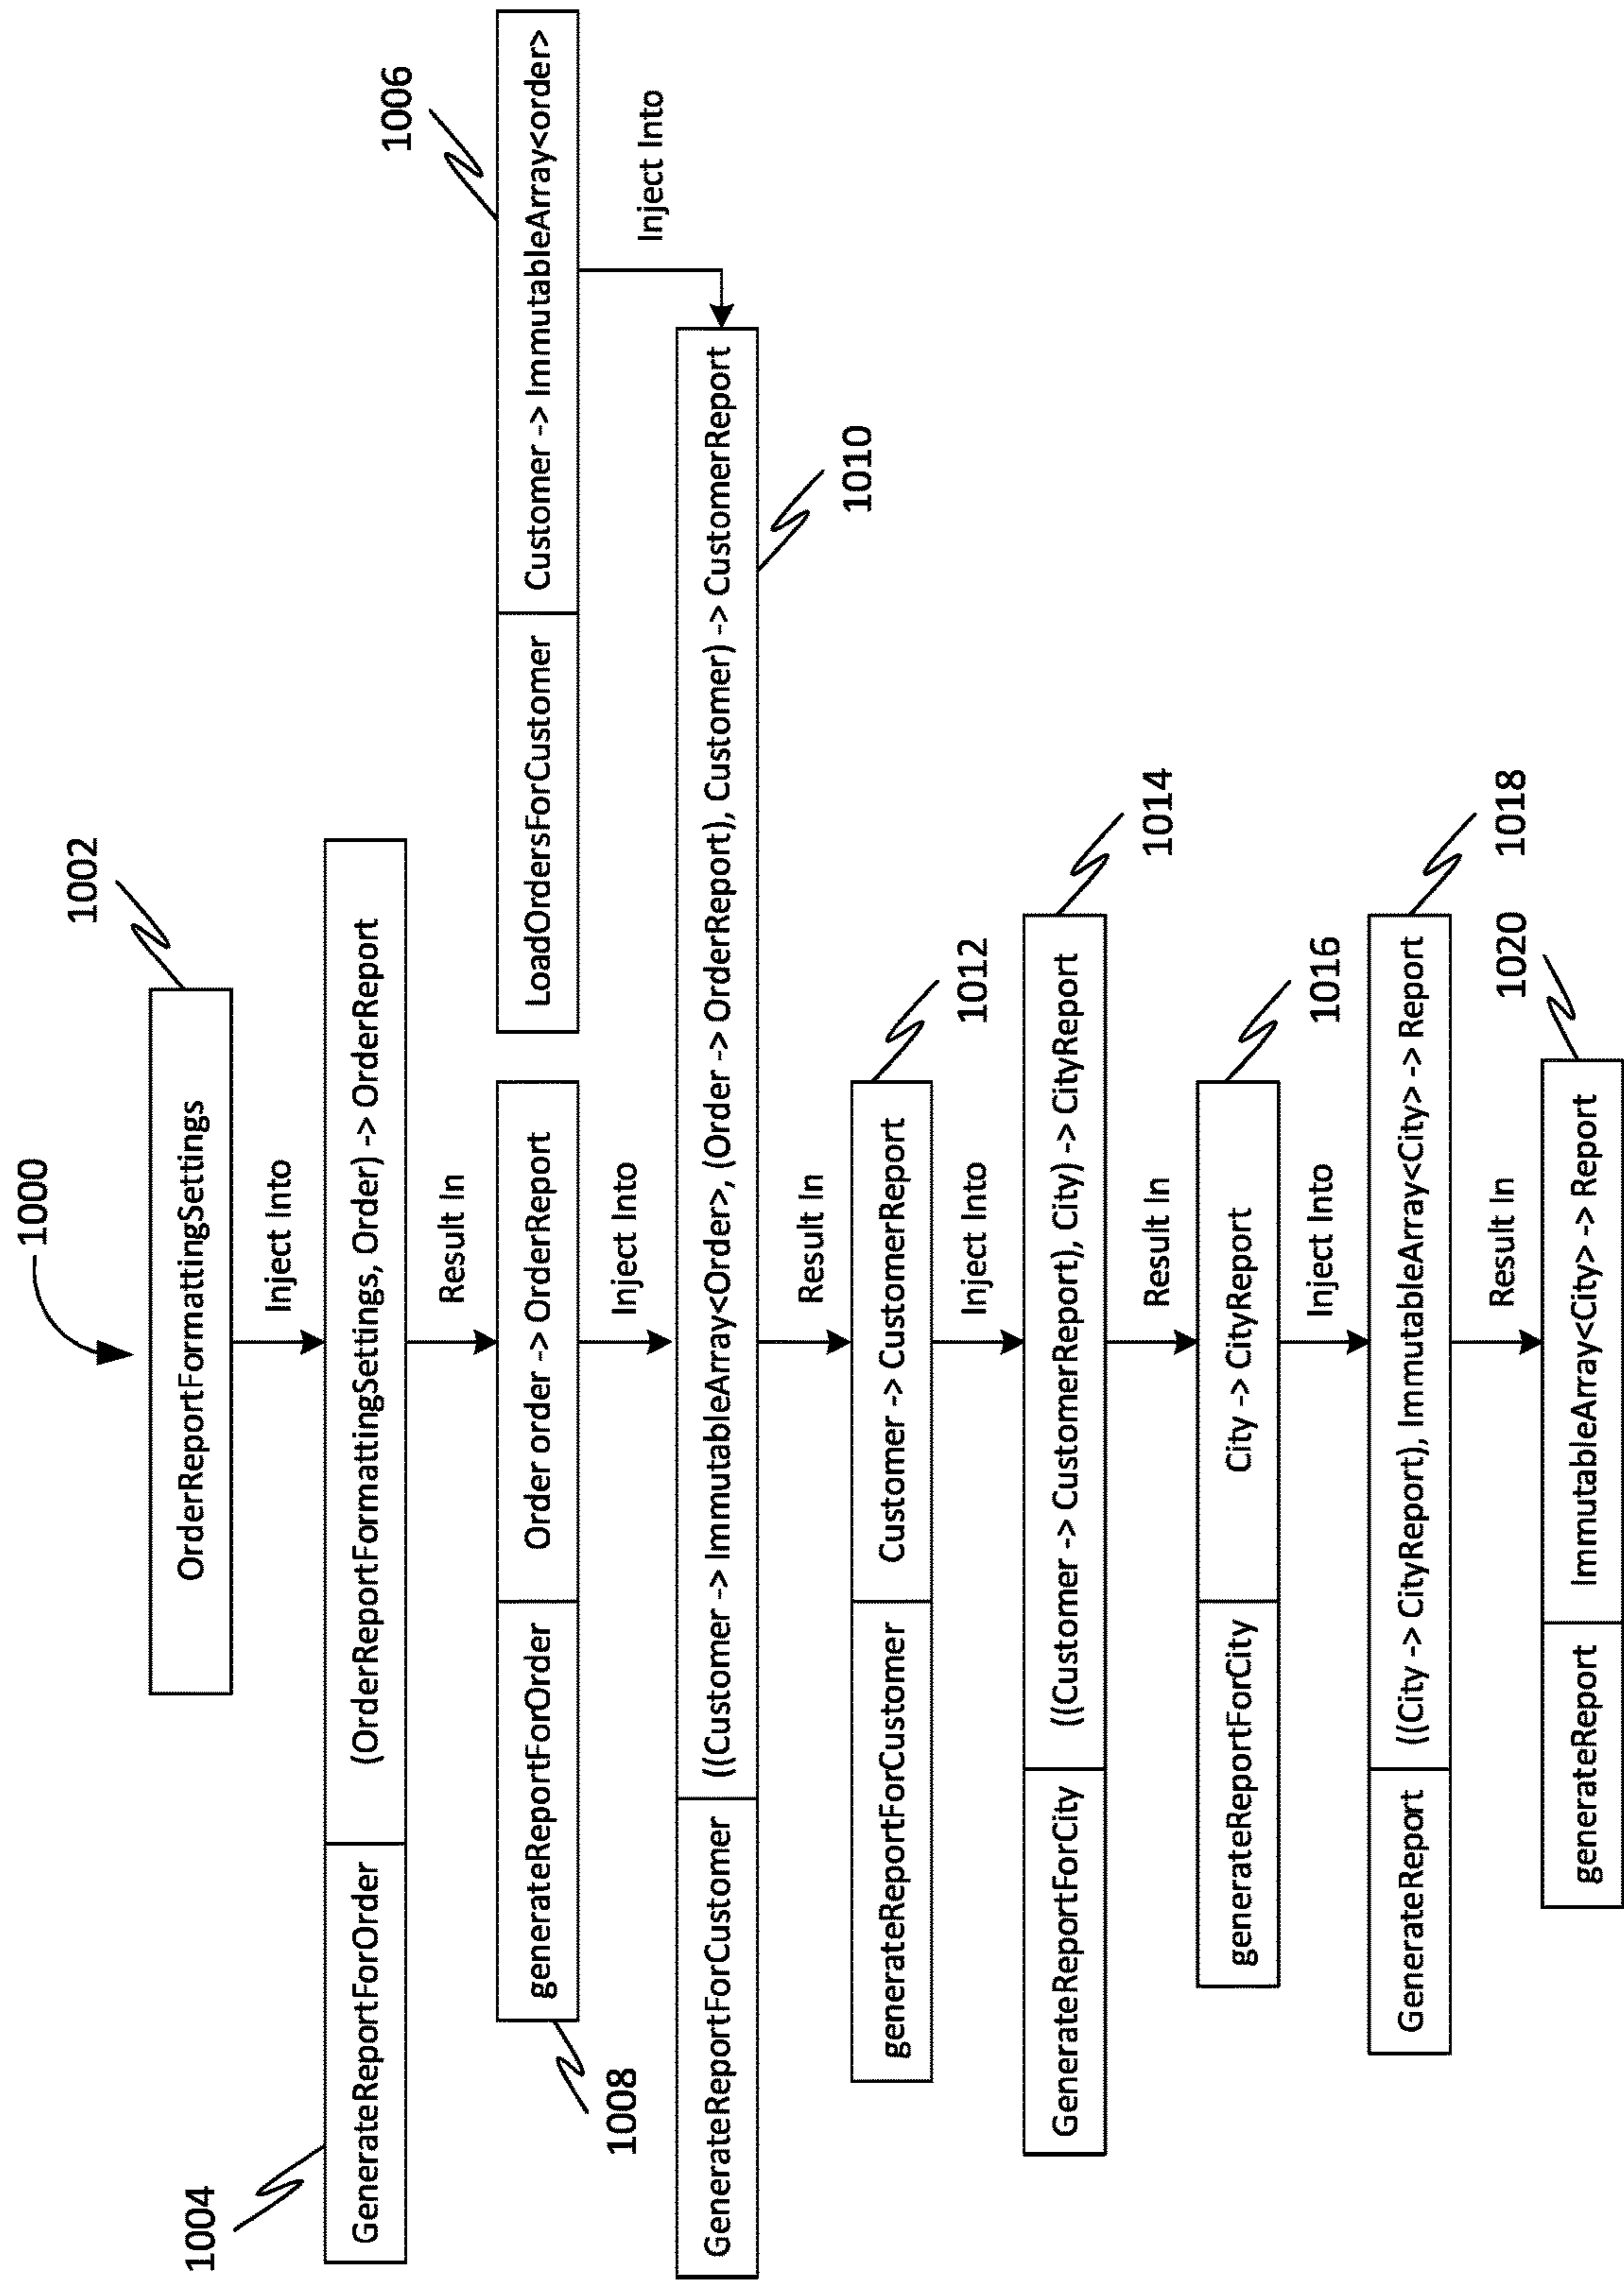 1000
OrderReportFormattingSetings
1002
Inject Into
1004
GenerateReportForOrder
(OrderReportFormattingSettings, Order) -> OrderReport
Result In
1008
generateReportForOrder
Order order -> OrderReport
LoadOrdersForCustomer
Customer -> ImmutableArray<order>
1006
Inject Into
Inject Into
GenerateReportForCustomer
((Customer -> ImmutableArray<Order>, (Order -> OrderReport), Customer) -> CustomerReport
1010
Result In
generateReportForCustomer
Customer -> CustomerReport
1012
Inject Into
GenerateReportForCity
((Customer -> CustomerReport), City) -> CityReport
1014
Result In
generateReportForCity
City -> CityReport
1016
Inject Into
GenerateReport
((City -> CityReport), ImmutableArray<City> -> Report
1018
Result In
generateReport
ImmutableArray<City> -> Report
1020